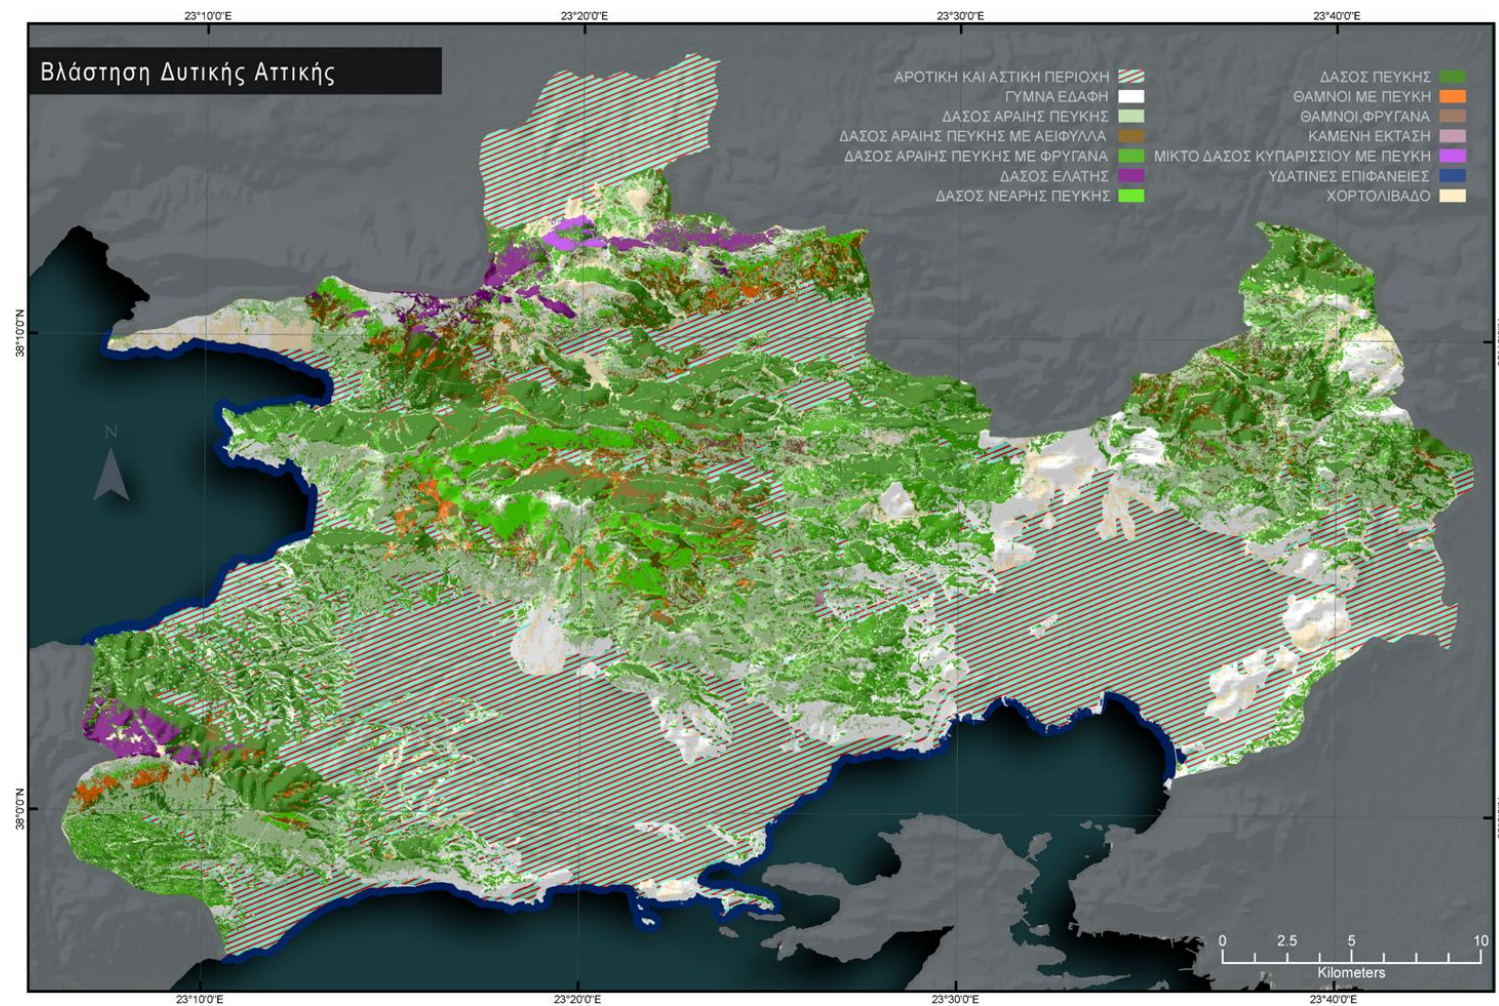 23°10'0"E 23°20'0"E 23°30'0"E 23°40'0"E
Βλάστηση Δυτικής Αττικής
ΑΡΟΤΙΚΗ ΚΑΙ ΑΣΤΙΚΗ ΠΕΡΙΟΧΗ
ΓΥΜΝΑ ΕΔΑΦΗ
ΔΑΣΟΣ ΑΡΑΙΗΣ ΠΕΥΚΗΣ
ΔΑΣΟΣ ΑΡΑΙΗΣ ΠΕΥΚΗΣ ΜΕ ΑΕΙΦΥΛΛΑ
ΔΑΣΟΣ ΑΡΑΙΗΣ ΠΕΥΚΗΣ ΜΕ ΦΡΥΓΑΝΑ
ΔΑΣΟΣ ΕΛΑΤΗΣ
ΔΑΣΟΣ ΝΕΑΡΗΣ ΠΕΥΚΗΣ
ΔΑΣΟΣ ΠΕΥΚΗΣ
ΘΑΜΝΟΙ ΜΕ ΠΕΥΚΗ
ΘΑΜΝΟΙ,ΦΡΥΓΑΝΑ
ΚΑΜΕΝΗ ΕΚΤΑΣΗ
ΜΙΚΤΟ ΔΑΣΟΣ ΚΥΠΑΡΙΣΣΙΟΥ ΜΕ ΠΕΥΚΗ
ΥΔΑΤΙΝΕΣ ΕΠΙΦΑΝΕΙΕΣ
ΧΟΡΤΟΛΙΒΑΔΟ
38°10'0"N
N
38°0'0"N
0 2.5 5 10
Kilometers
23°10'0"E 23°20'0"E 23°30'0"E 23°40'0"E